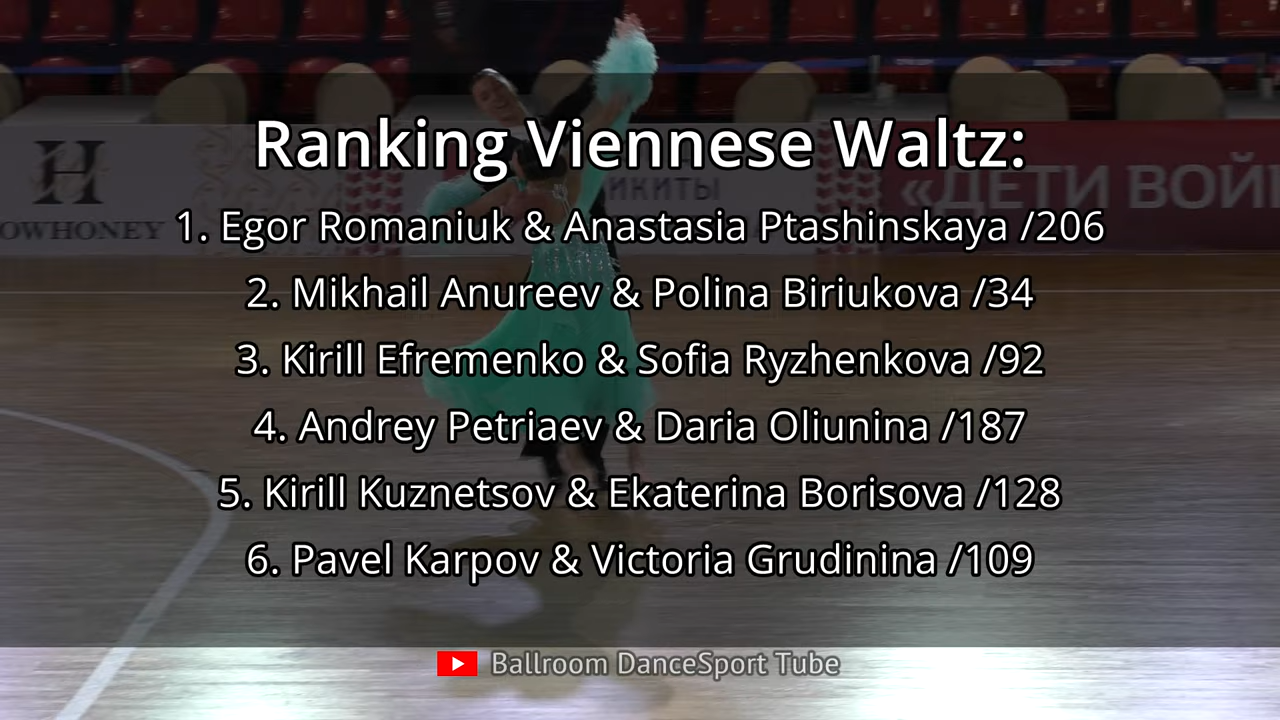 Ranking Viennese Waltz:
1. Egor Romaniuk & Anastasia Ptashinskaya /206
2. Mikhail Anureev & Polina Biriukova /34
3. Kirill Efremenko & Sofia Ryzhenkova /92
4. Andrey Petriaev & Daria Oliunina /187
5. Kirill Kuznetsov & Ekaterina Borisova /128
6. Pavel Karpov & Victoria Grudinina /109
Ballroom DanceSport Tube
H
«ДЕТИ